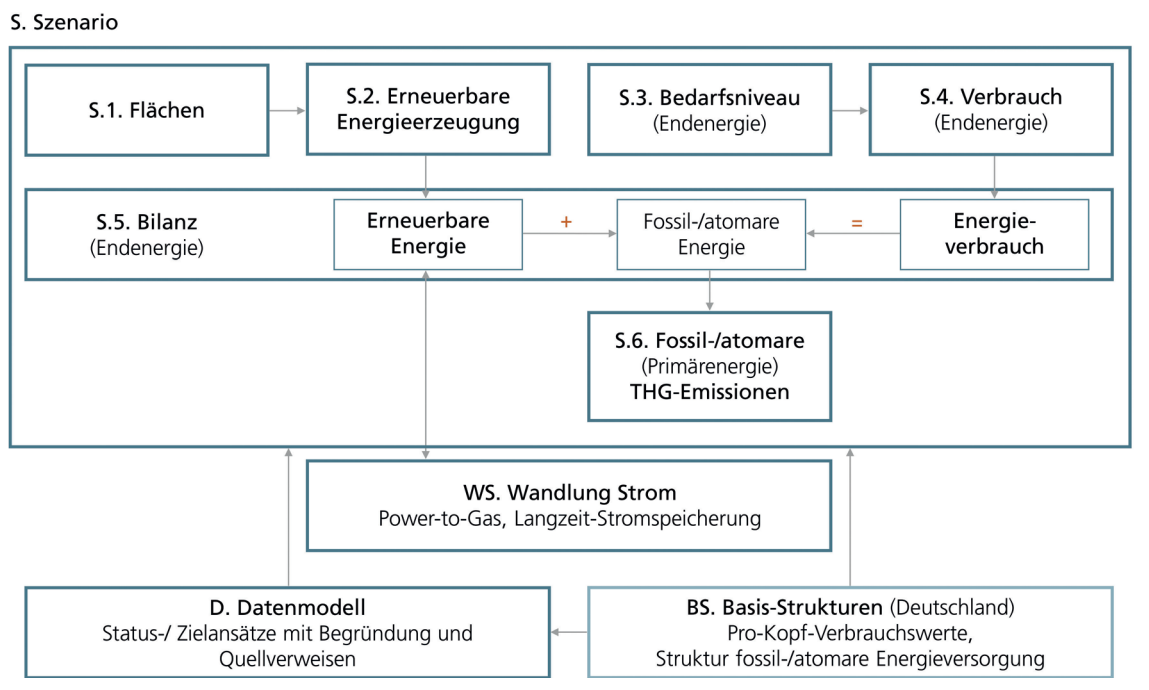 S. Szenario
S.1. Flächen
S.2. Erneuerbare
Energieerzeugung
S.3. Bedarfsniveau
(Endenergie)
S.4. Verbrauch
(Endenergie)
S.5. Bilanz
(Endenergie)
Erneuerbare
Energie
+
Fossil-/atomare
Energie
=
Energie-
verbrauch
S.6. Fossil-/atomare
(Primärenergie)
THG-Emissionen
WS. Wandlung Strom
Power-to-Gas, Langzeit-Stromspeicherung
D. Datenmodell
Status-/ Zielansätze mit Begründung und
Quellverweisen
BS. Basis-Strukturen (Deutschland)
Pro-Kopf-Verbrauchswerte,
Struktur fossil-/atomare Energieversorgung